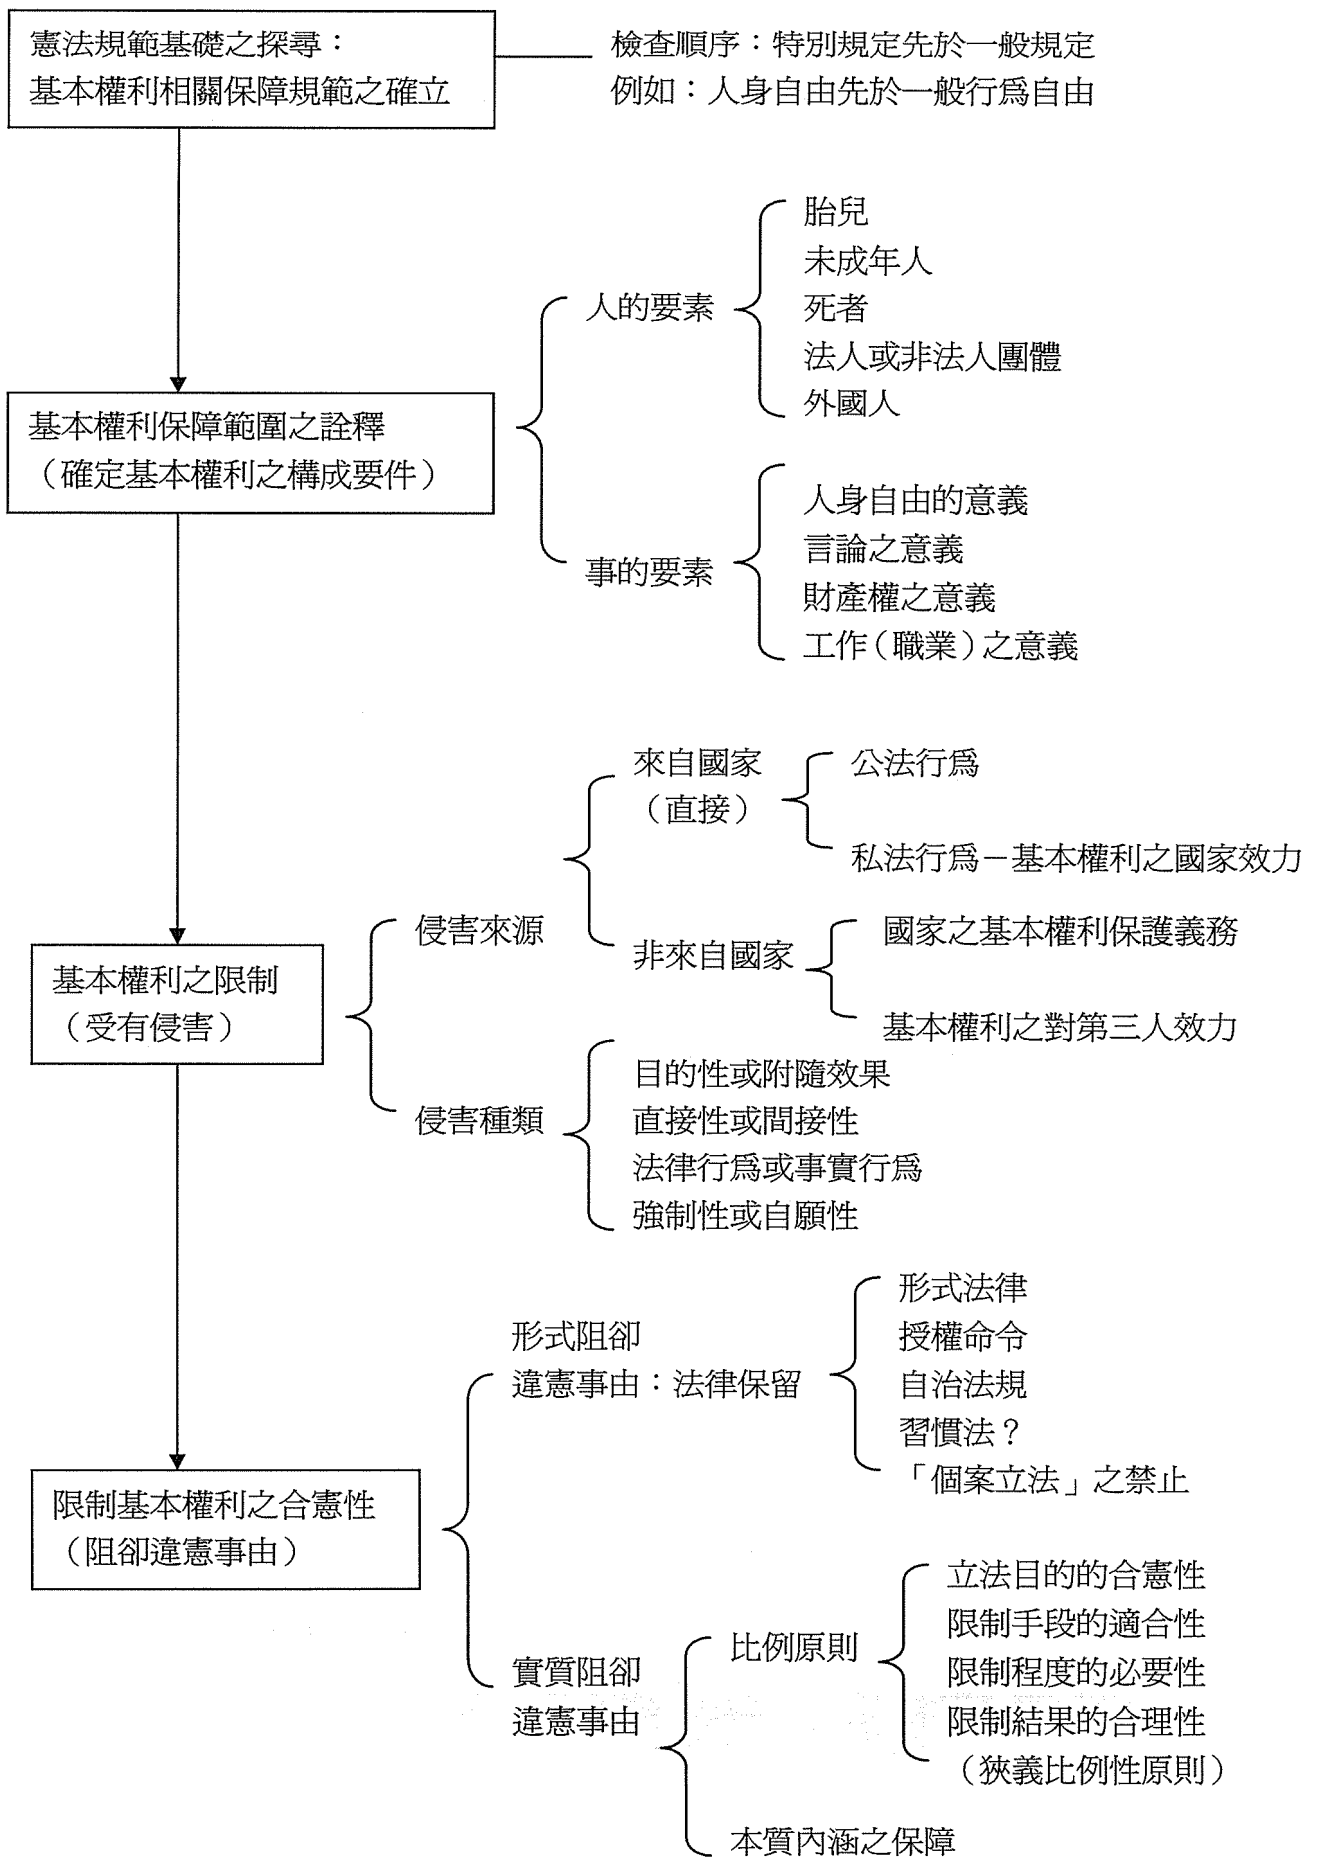 憲法規範基礎之探尋：
基本權利相關保障規範之確立
檢查順序：特別規定先於一般規定
例如：人身自由先於一般行爲自由
基本權利保障範圍之詮釋
（確定基本權利之構成要件）
人的要素
胎兒
未成年人
死者
法人或非法人團體
外國人
事的要素
人身自由的意義
言論之意義
財產權之意義
工作（職業）之意義
基本權利之限制
（受有侵害）
侵害來源
來自國家
（直接）
公法行爲
私法行爲－基本權利之國家效力
非來自國家
國家之基本權利保護義務
基本權利之對第三人效力
侵害種類
目的性或附隨效果
直接性或間接性
法律行爲或事實行爲
強制性或自願性
限制基本權利之合憲性
（阻卻違憲事由）
形式阻卻
違憲事由：法律保留
形式法律
授權命令
自治法規
習慣法？
「個案立法」之禁止
實質阻卻
違憲事由
比例原則
立法目的的合憲性
限制手段的適合性
限制程度的必要性
限制結果的合理性
（狹義比例性原則）
本質內涵之保障